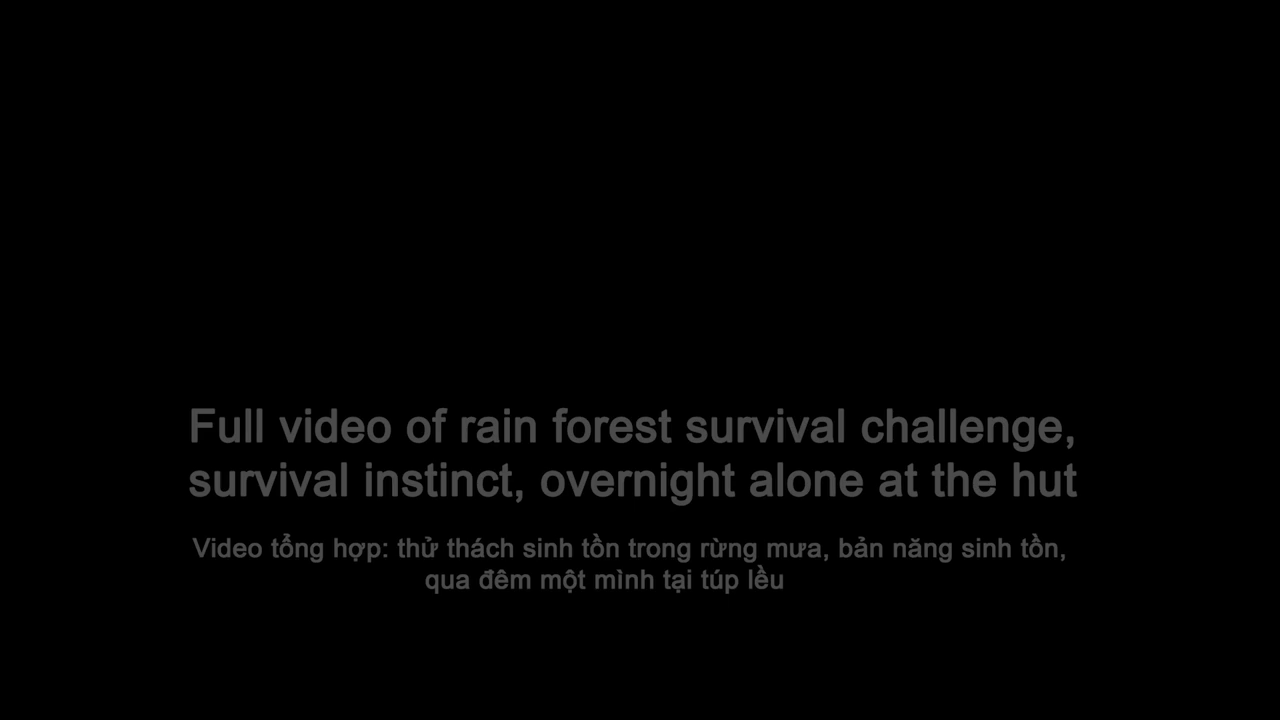 Full video of rain forest survival challenge,
survival instinct, overnight alone at the hut
Video tổng hợp: thử thách sinh tồn trong rừng mưa, bản năng sinh tồn,
qua đêm một mình tại túp lều